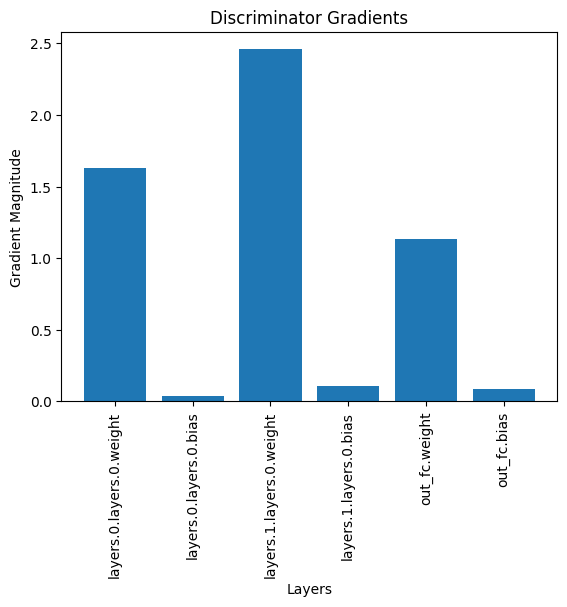 Discriminator Gradients
Gradient Magnitude
2.5
2.0
1.5
1.0
0.5
0.0
layers.0.layers.0.weight
layers.0.layers.0.bias
layers.1.layers.0.weight
layers.1.layers.0.bias
out_fc.weight
out_fc.bias
Layers